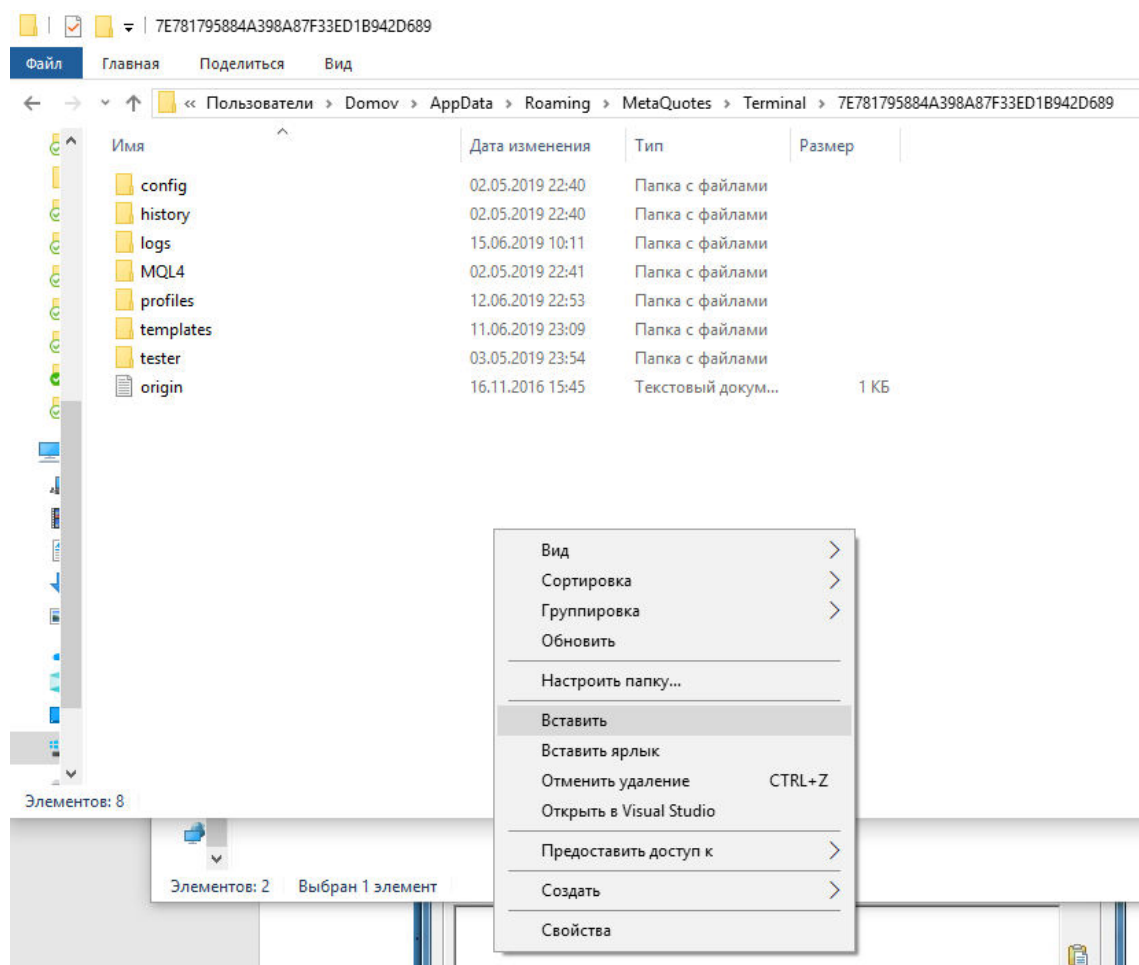 7E781795884A398A87F33ED1B942D689
Файл Главная Поделиться Вид
« Пользователи › Domov › AppData › Roaming › MetaQuotes › Terminal › 7E781795884A398A87F33ED1B942D689
Имя Дата изменения Тип Размер
config 02.05.2019 22:40 Папка с файлами
history 02.05.2019 22:40 Папка с файлами
logs 15.06.2019 10:11 Папка с файлами
MQL4 02.05.2019 22:41 Папка с файлами
profiles 12.06.2019 22:53 Папка с файлами
templates 11.06.2019 23:09 Папка с файлами
tester 03.05.2019 23:54 Папка с файлами
origin 16.11.2016 15:45 Текстовый докум... 1 КБ
Вид
Сортировка
Группировка
Обновить
Настроить папку...
Вставить
Вставить ярлык
Отменить удаление CTRL+Z
Открыть в Visual Studio
Предоставить доступ к
Создать
Свойства
Элементов: 8
Элементов: 2 Выбран 1 элемент